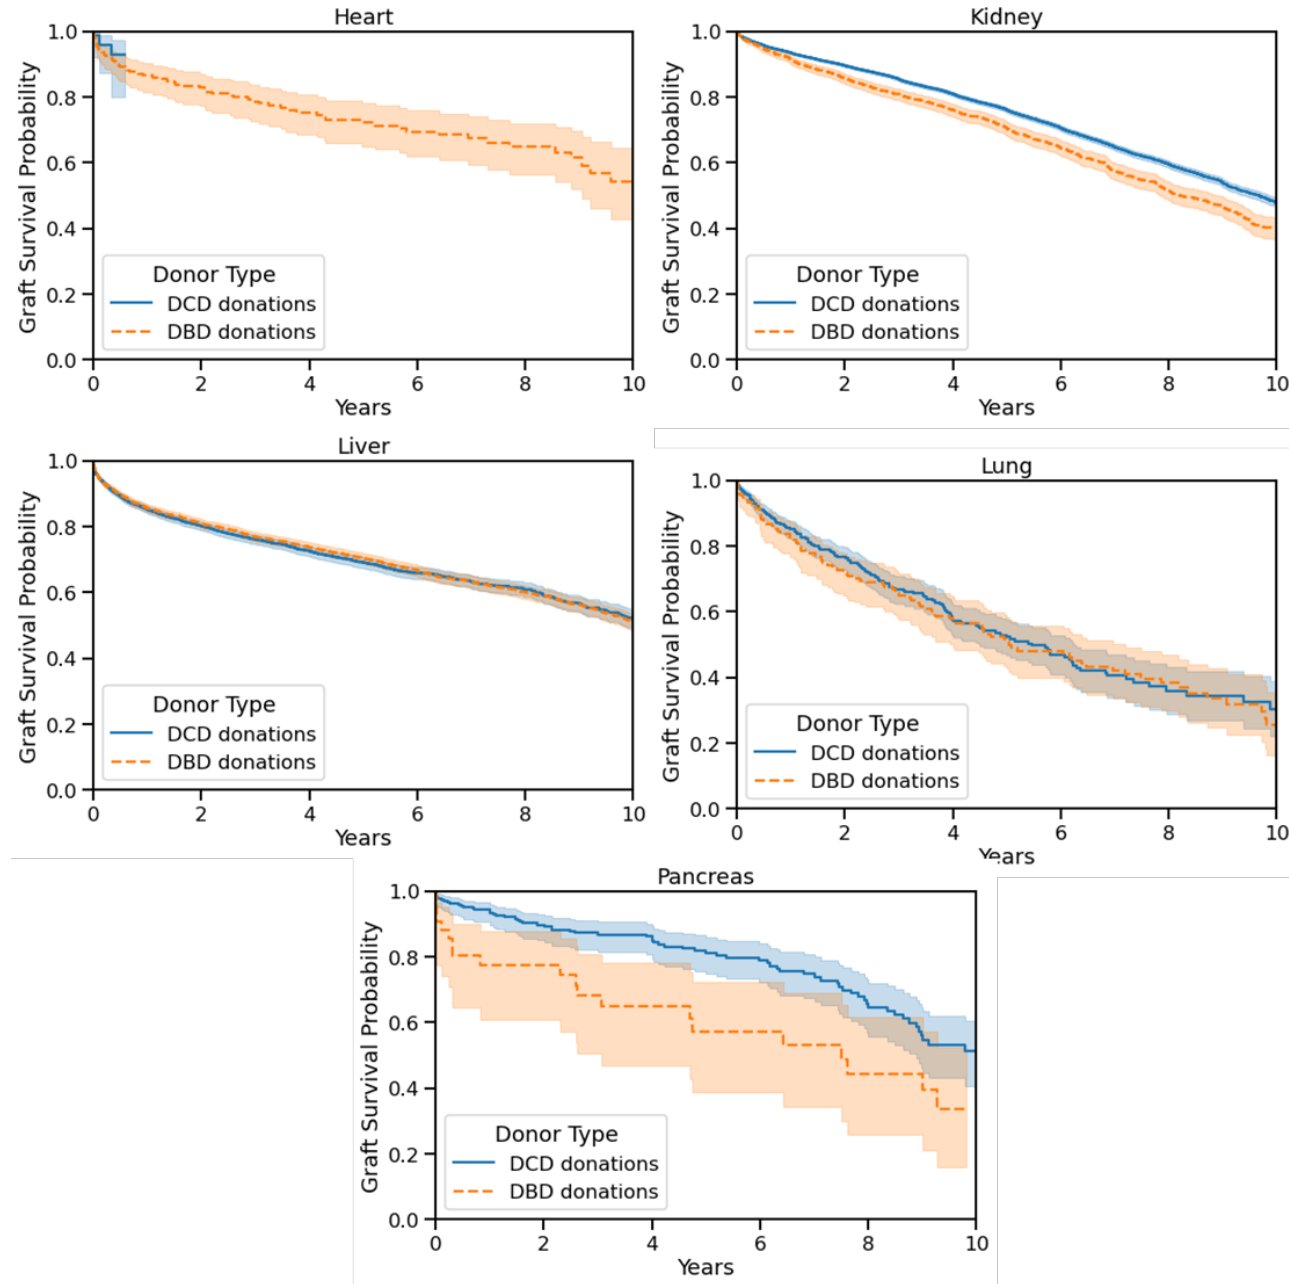 Heart
Graft Survival Probability
1.0
0.8
0.6
0.4
0.2
0.0
Donor Type
DCD donations
DBD donations
0 2 4 6 8 10
Years
Kidney
Graft Survival Probability
1.0
0.8
0.6
0.4
0.2
0.0
Donor Type
DCD donations
DBD donations
0 2 4 6 8 10
Years
Liver
Graft Survival Probability
1.0
0.8
0.6
0.4
0.2
0.0
Donor Type
DCD donations
DBD donations
0 2 4 6 8 10
Years
Lung
Graft Survival Probability
1.0
0.8
0.6
0.4
0.2
0.0
Donor Type
DCD donations
DBD donations
0 2 4 6 8 10
Years
Pancreas
Graft Survival Probability
1.0
0.8
0.6
0.4
0.2
0.0
Donor Type
DCD donations
DBD donations
0 2 4 6 8 10
Years